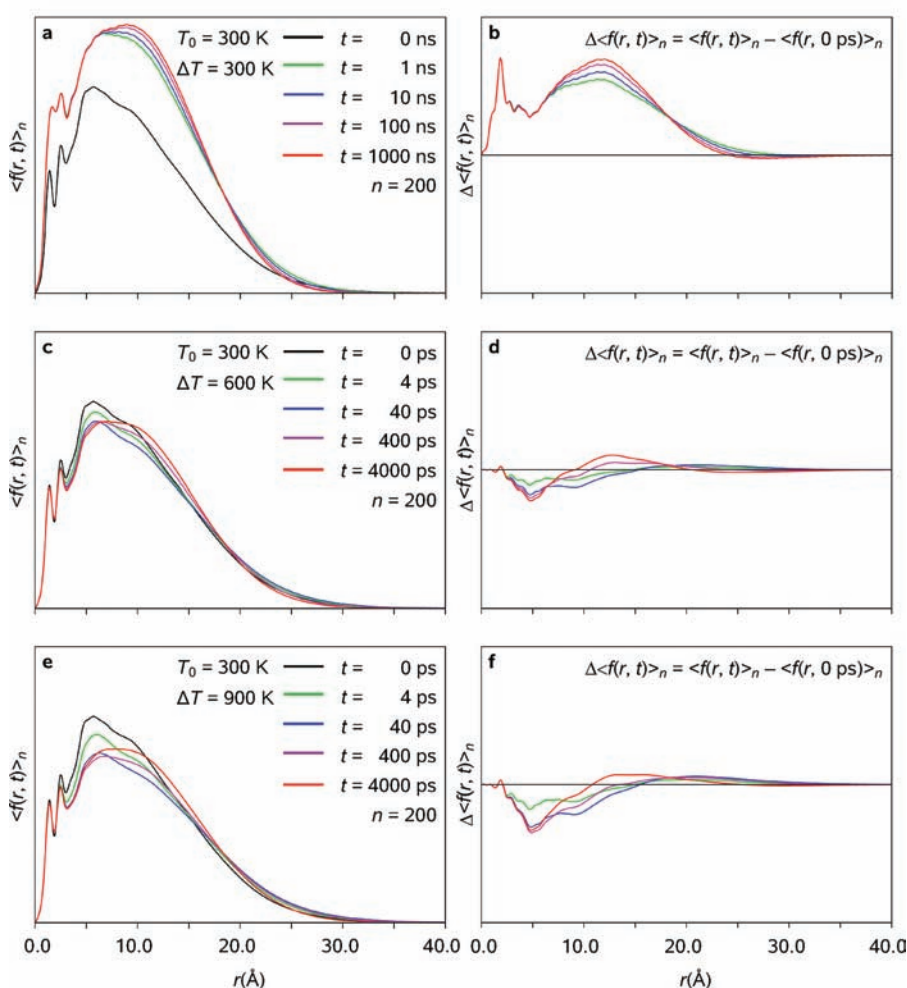 a
T₀ = 300 K
ΔT = 300 K
t = 0 ns
t = 1 ns
t = 10 ns
t = 100 ns
t = 1000 ns
n = 200
<f(r, t)>ₙ
b
Δ<f(r, t)>ₙ = <f(r, t)>ₙ − <f(r, 0 ps)>ₙ
Δ<f(r, t)>ₙ
c
T₀ = 300 K
ΔT = 600 K
t = 0 ps
t = 4 ps
t = 40 ps
t = 400 ps
t = 4000 ps
n = 200
<f(r, t)>ₙ
d
Δ<f(r, t)>ₙ = <f(r, t)>ₙ − <f(r, 0 ps)>ₙ
Δ<f(r, t)>ₙ
e
T₀ = 300 K
ΔT = 900 K
t = 0 ps
t = 4 ps
t = 40 ps
t = 400 ps
t = 4000 ps
n = 200
<f(r, t)>ₙ
0.0 10.0 20.0 30.0 40.0
r(Å)
f
Δ<f(r, t)>ₙ = <f(r, t)>ₙ − <f(r, 0 ps)>ₙ
Δ<f(r, t)>ₙ
0.0 10.0 20.0 30.0 40.0
r(Å)